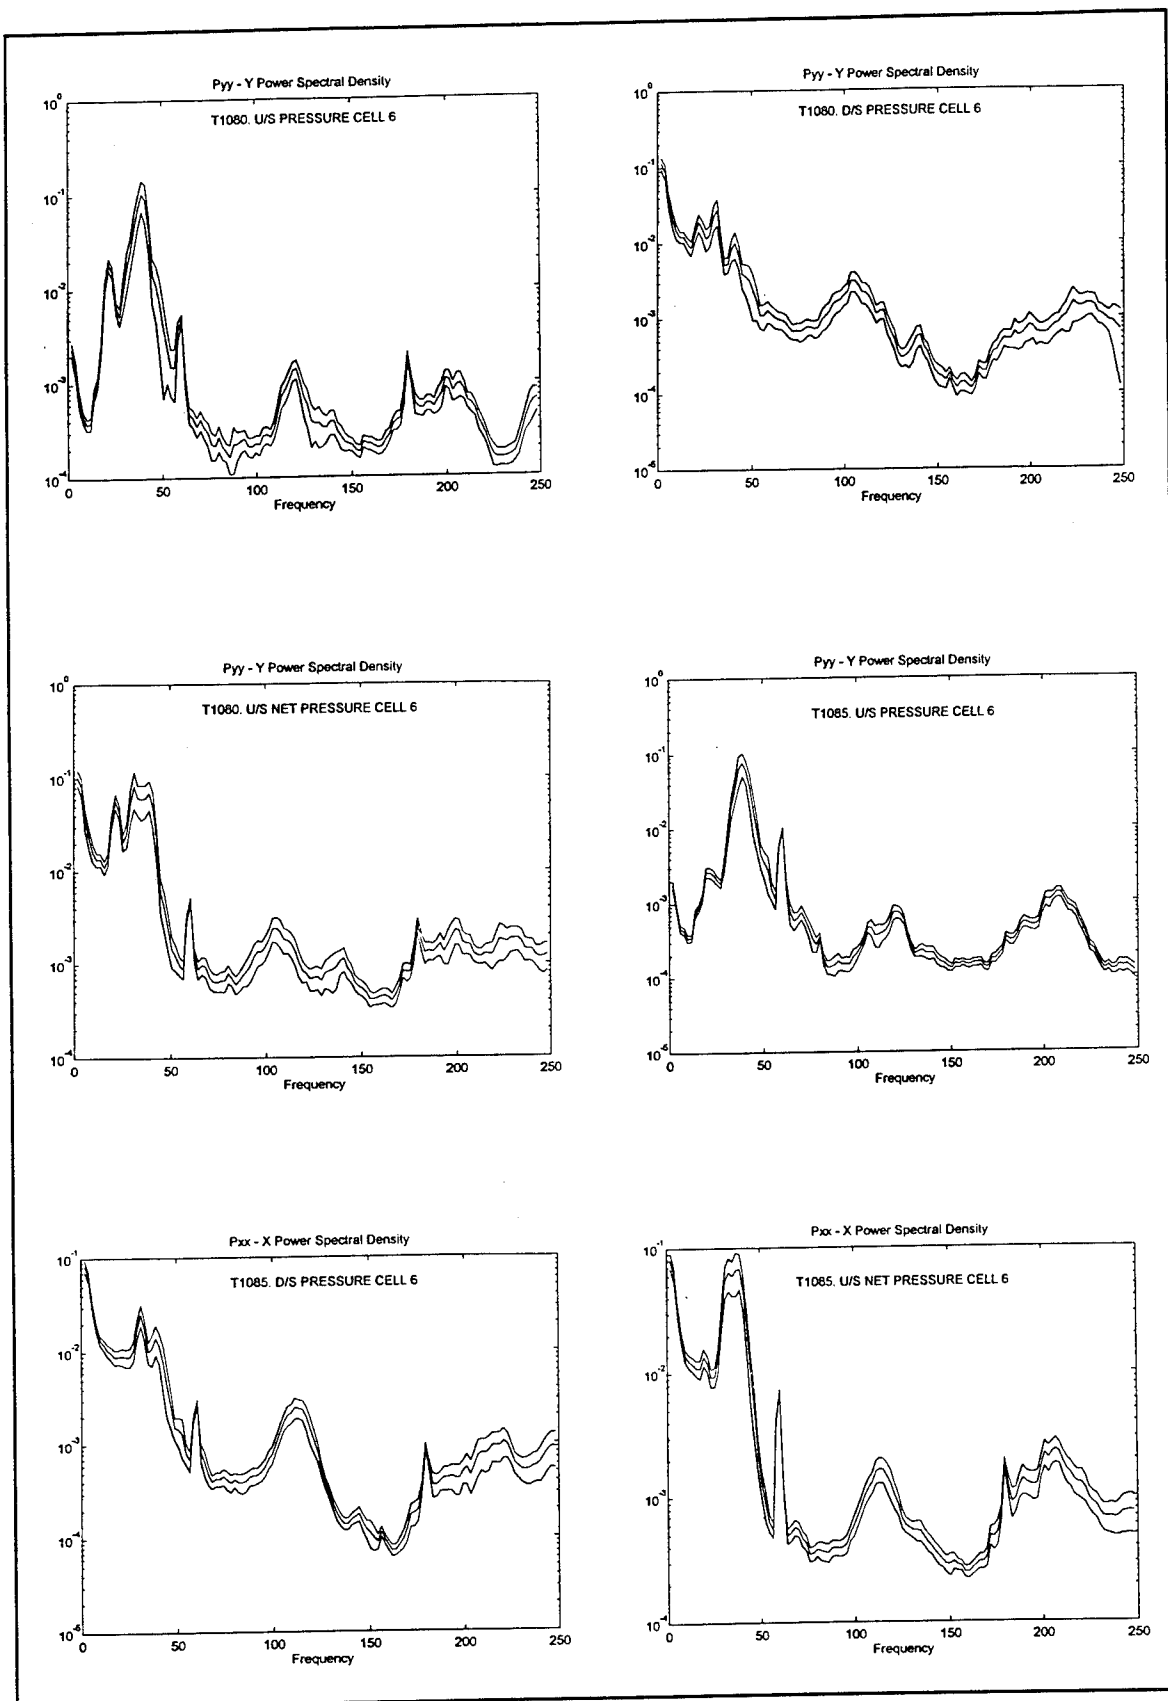 Pyy - Y Power Spectral Density
T1080. U/S PRESSURE CELL 6
10^0
10^-1
10^-2
10^-3
10^-4
0 50 100 150 200 250
Frequency
Pyy - Y Power Spectral Density
T1080. D/S PRESSURE CELL 6
10^0
10^-1
10^-2
10^-3
10^-4
0 50 100 150 200 250
Frequency
Pyy - Y Power Spectral Density
T1080. U/S NET PRESSURE CELL 6
10^0
10^-1
10^-2
10^-3
10^-4
0 50 100 150 200 250
Frequency
Pyy - Y Power Spectral Density
T1085. U/S PRESSURE CELL 6
10^0
10^-1
10^-2
10^-3
10^-4
0 50 100 150 200 250
Frequency
Pxx - X Power Spectral Density
T1085. D/S PRESSURE CELL 6
10^-1
10^-2
10^-3
10^-4
0 50 100 150 200 250
Frequency
Pxx - X Power Spectral Density
T1085. U/S NET PRESSURE CELL 6
10^-1
10^-2
10^-3
10^-4
0 50 100 150 200 250
Frequency